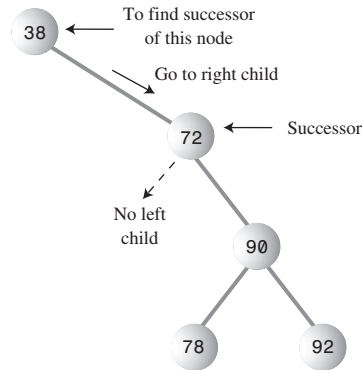 38
To find successor
of this node
Go to right child
72
Successor
No left
child
90
78
92